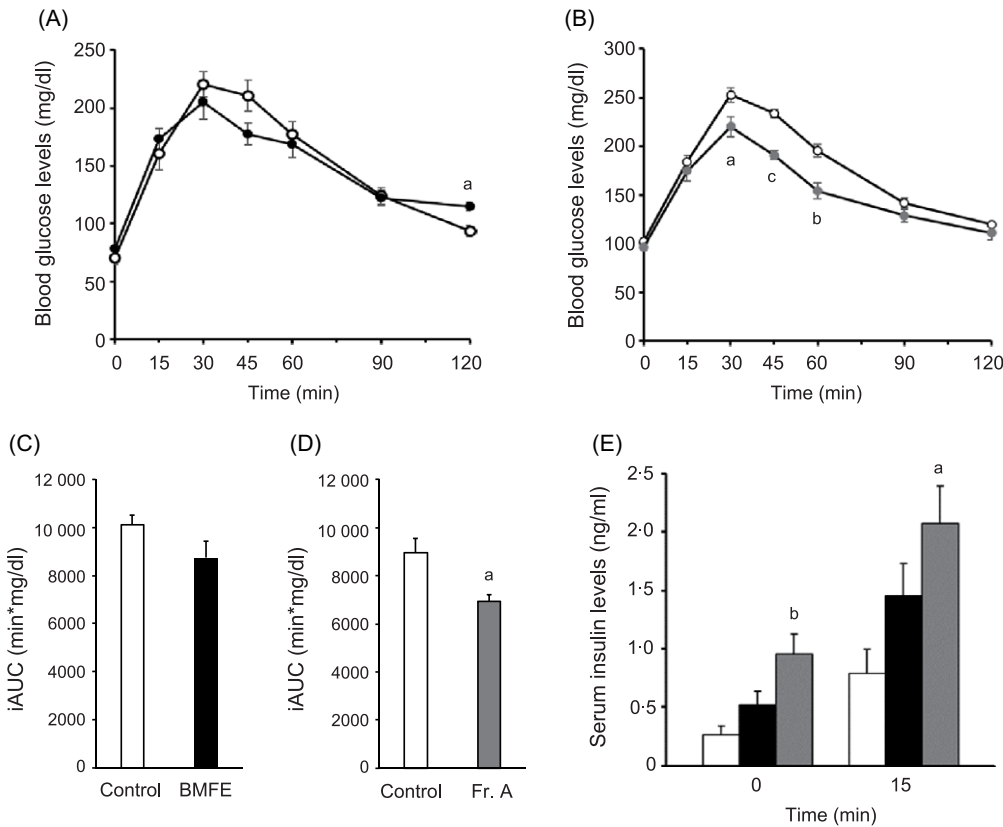 (A)
Blood glucose levels (mg/dl)
250
200
150
100
50
0
a
0 15 30 45 60 90 120
Time (min)
(B)
Blood glucose levels (mg/dl)
300
250
200
150
100
50
0
a
c
b
0 15 30 45 60 90 120
Time (min)
(C)
iAUC (min*mg/dl)
12 000
10 000
8000
6000
4000
2000
0
Control BMFE
(D)
iAUC (min*mg/dl)
12 000
10 000
8000
6000
4000
2000
0
a
Control Fr. A
(E)
Serum insulin levels (ng/ml)
2·5
2·0
1·5
1·0
0·5
0
b
a
0 15
Time (min)